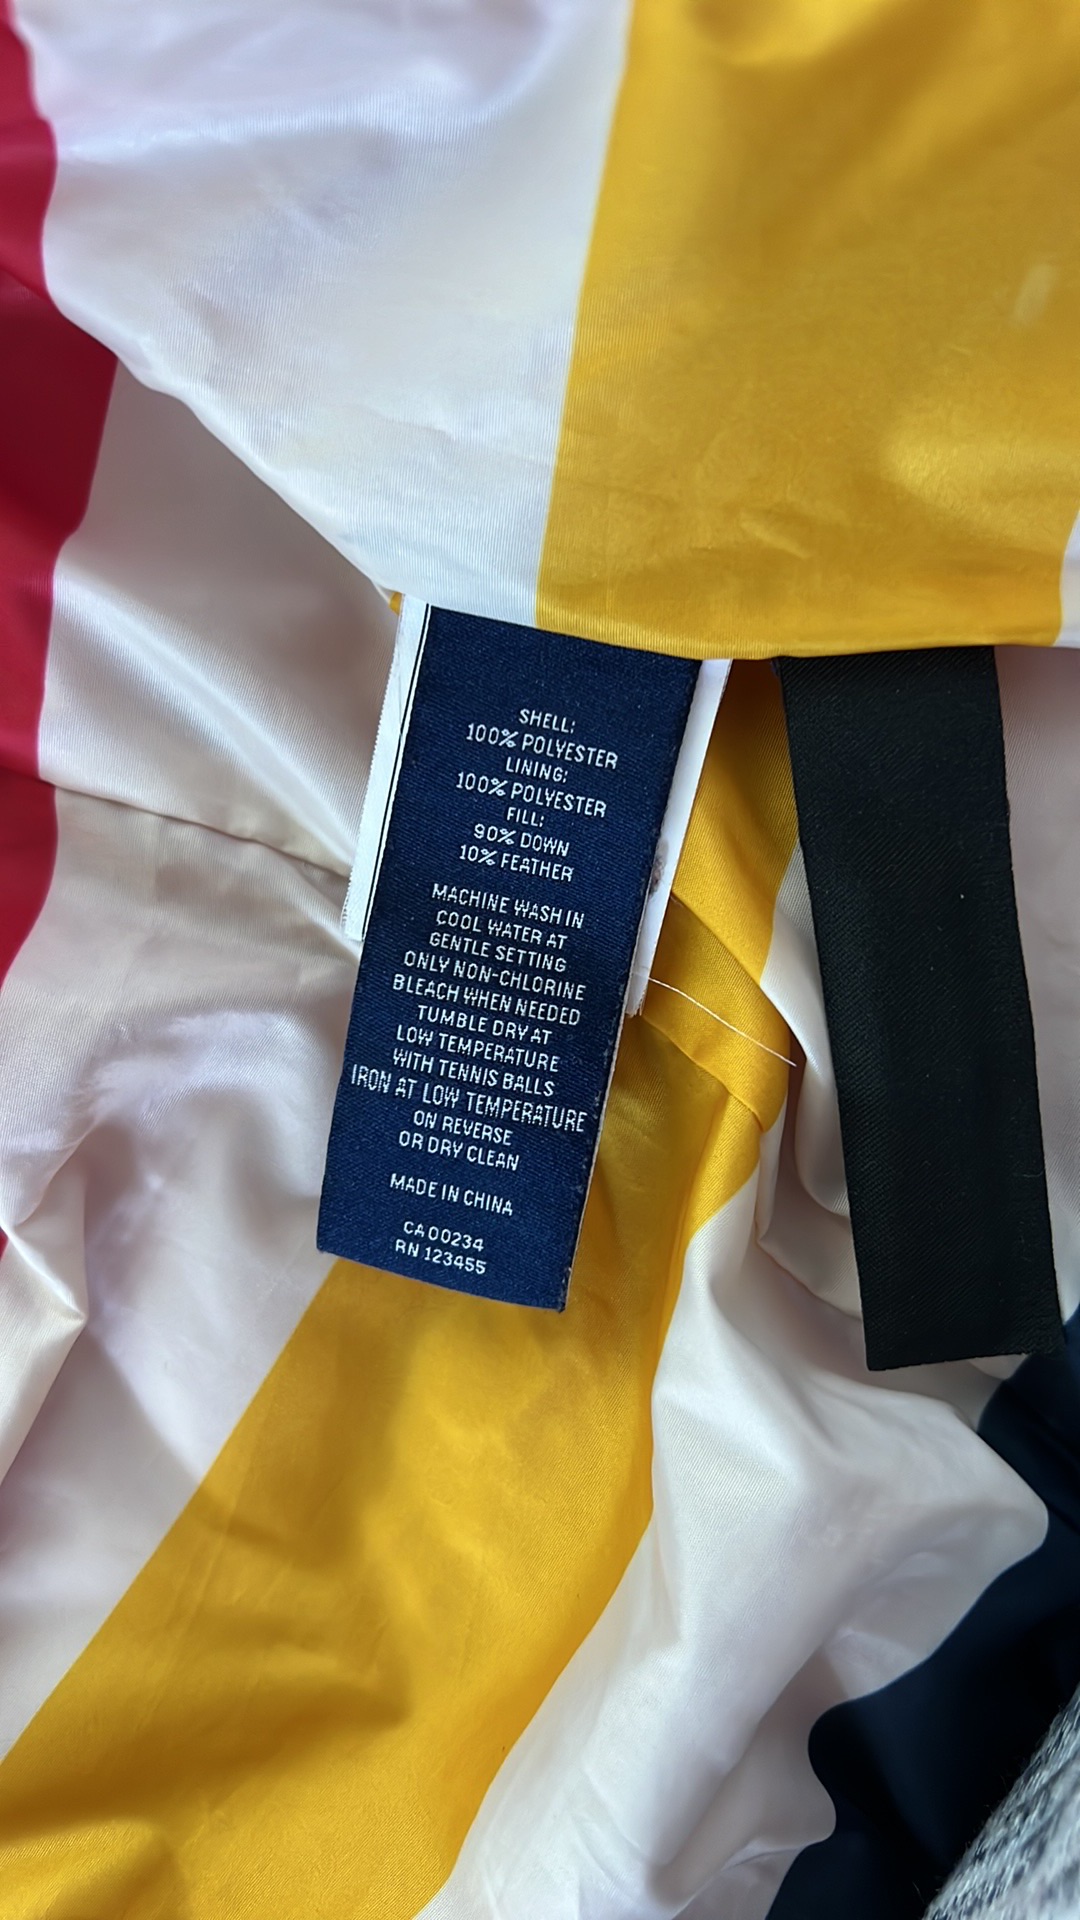 SHELL:
100% POLYESTER
LINING:
100% POLYESTER
FILL:
90% DOWN
10% FEATHER
MACHINE WASH IN
COOL WATER AT
GENTLE SETTING
ONLY NON-CHLORINE
BLEACH WHEN NEEDED
TUMBLE DRY AT
LOW TEMPERATURE
WITH TENNIS BALLS
IRON AT LOW TEMPERATURE
ON REVERSE
OR DRY CLEAN
MADE IN CHINA
CA 00234
RN 123455